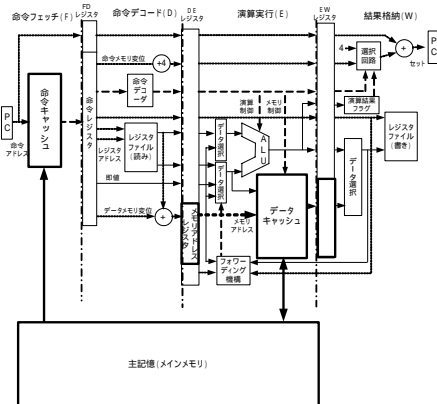 命令フェッチ(F)
FD
レジスタ
命令デコード(D)
DE
レジスタ
演算実行(E)
EW
レジスタ
結果格納(W)
PC
命令
アドレス
命令キャッシュ
命令レジスタ
命令メモリ変位
+4
命令
デコ
ーダ
レジスタ
アドレス
レジスタ
ファイル
(読み)
即値
データメモリ変位
+
メモリアドレス
レジスタ
データ選択
データ選択
演算
制御
メモリ
制御
ALU
メモリ
アドレス
データ
キャッシュ
フォワー
ディング
機構
4
選択
回路
+
セット
PC
演算結果
フラグ
データ選択
レジスタ
ファイル
(書き)
主記憶(メインメモリ)